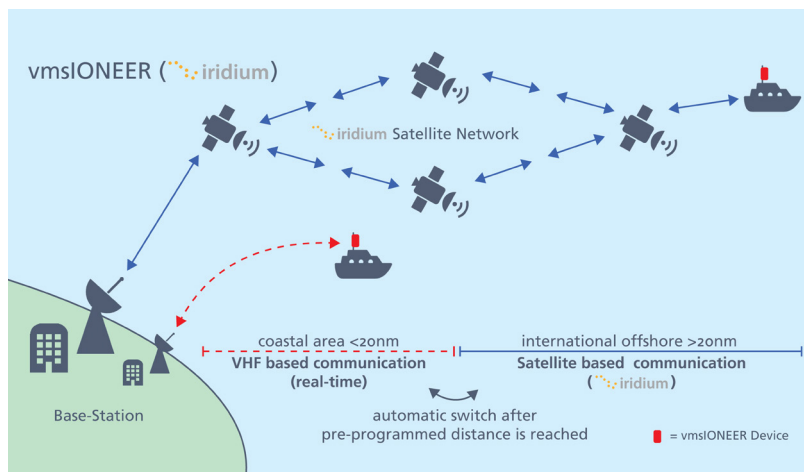 vmsIONEER ( iridium)
iridium Satellite Network
coastal area <20nm
VHF based communication
(real-time)
international offshore >20nm
Satellite based communication
( iridium)
automatic switch after
pre-programmed distance is reached
Base-Station
= vmsIONEER Device